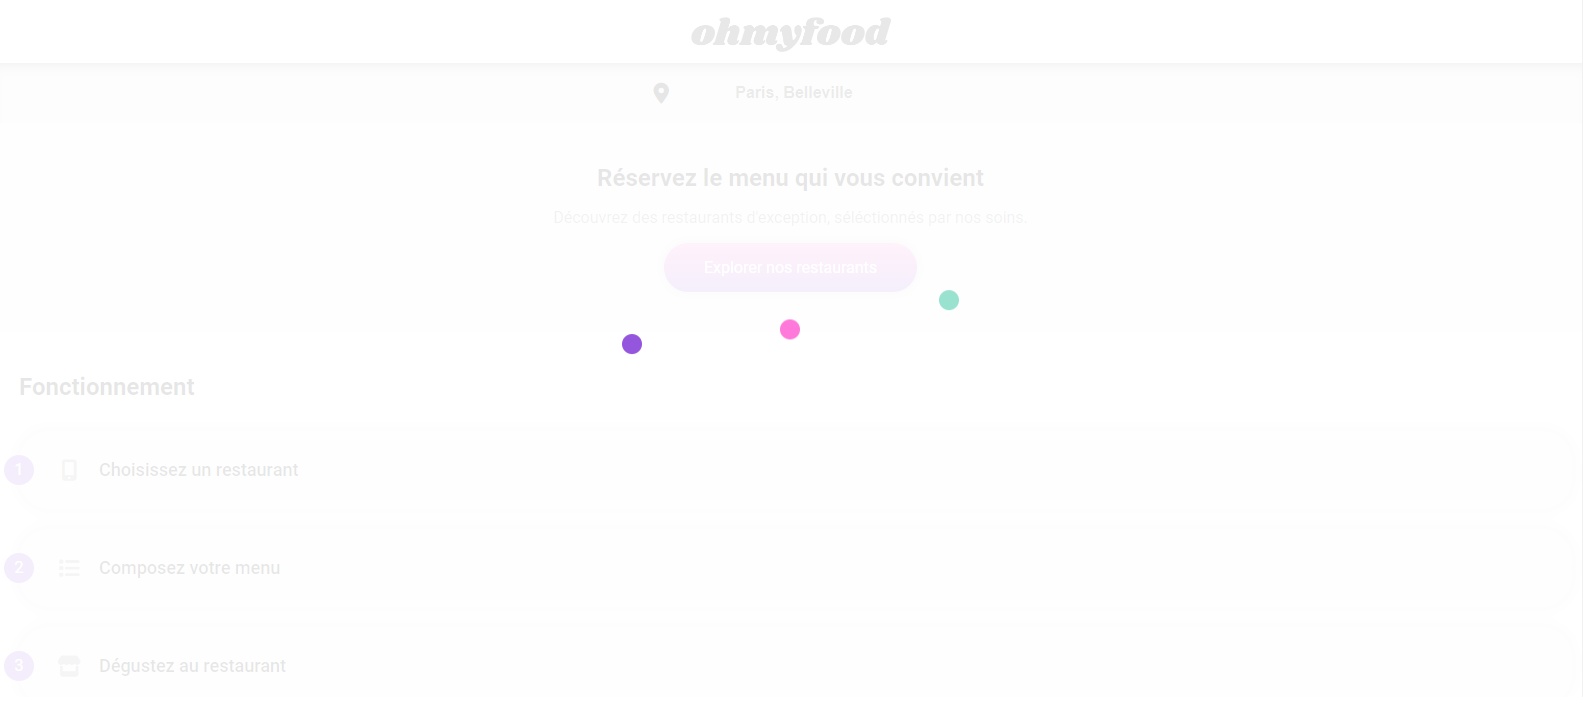 ohmyfood
Paris, Belleville
Réservez le menu qui vous convient
Découvrez des restaurants d'exception, séléctionnés par nos soins.
Explorer nos restaurants
Fonctionnement
1 Choisissez un restaurant
2 Composez votre menu
3 Dégustez au restaurant